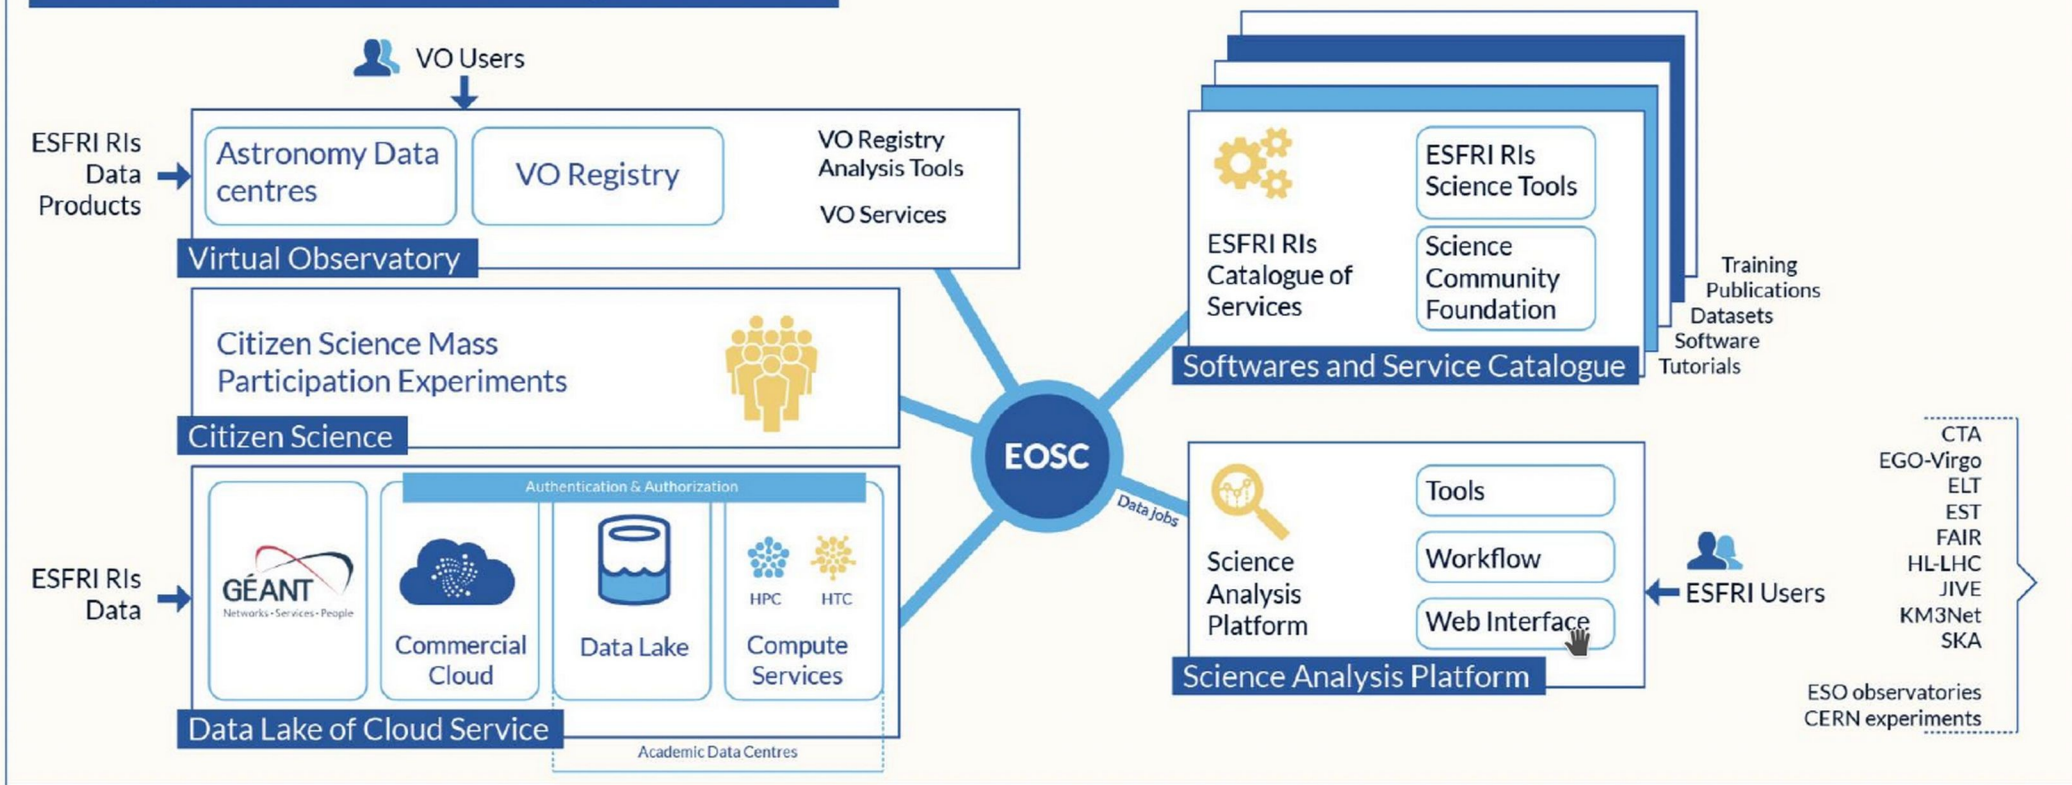 VO Users
ESFRI RIs
Data
Products
Astronomy Data
centres
VO Registry
VO Registry
Analysis Tools
VO Services
Virtual Observatory
Citizen Science Mass
Participation Experiments
Citizen Science
ESFRI RIs
Data
Authentication & Authorization
GÉANT
Networks • Services • People
Commercial
Cloud
Data Lake
HPC
HTC
Compute
Services
Data Lake of Cloud Service
Academic Data Centres
EOSC
Data jobs
ESFRI RIs
Catalogue of
Services
ESFRI RIs
Science Tools
Science
Community
Foundation
Softwares and Service Catalogue
Training
Publications
Datasets
Software
Tutorials
Science
Analysis
Platform
Tools
Workflow
Web Interface
Science Analysis Platform
ESFRI Users
CTA
EGO-Virgo
ELT
EST
FAIR
HL-LHC
JIVE
KM3Net
SKA
ESO observatories
CERN experiments